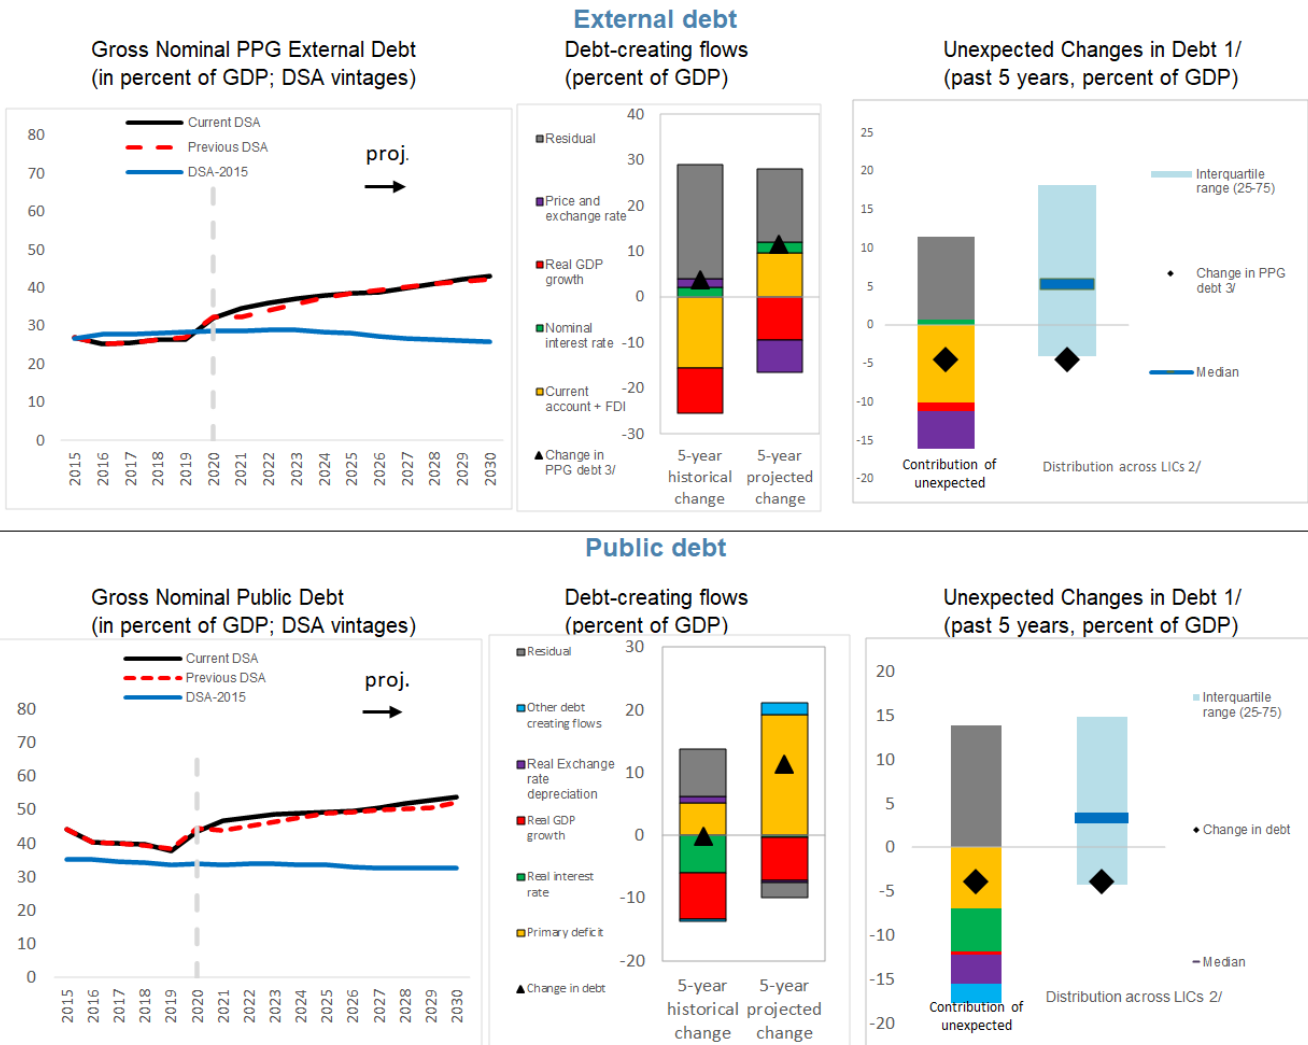 External debt
Gross Nominal PPG External Debt
(in percent of GDP; DSA vintages)
Debt-creating flows
(percent of GDP)
Unexpected Changes in Debt 1/
(past 5 years, percent of GDP)
80
70
60
50
40
30
20
10
0
Current DSA
Previous DSA
DSA-2015
proj.
2015
2016
2017
2018
2019
2020
2021
2022
2023
2024
2025
2026
2027
2028
2029
2030
Residual
Price and
exchange rate
Real GDP
growth
Nominal
interest rate
Current
account + FDI
Change in
PPG debt 3/
40
30
20
10
0
-10
-20
-30
5-year
historical
change
5-year
projected
change
25
20
15
10
5
0
-5
-10
-15
-20
Contribution of
unexpected
Distribution across LICs 2/
Interquartile
range (25-75)
Change in PPG
debt 3/
Median
Public debt
Gross Nominal Public Debt
(in percent of GDP; DSA vintages)
Debt-creating flows
(percent of GDP)
Unexpected Changes in Debt 1/
(past 5 years, percent of GDP)
Current DSA
Previous DSA
DSA-2015
proj.
80
70
60
50
40
30
20
10
0
2015
2016
2017
2018
2019
2020
2021
2022
2023
2024
2025
2026
2027
2028
2029
2030
Residual
Other debt
creating flows
Real Exchange
rate
depreciation
Real GDP
growth
Real interest
rate
Primary deficit
Change in debt
30
20
10
0
-10
-20
5-year
historical
change
5-year
projected
change
20
15
10
5
0
-5
-10
-15
-20
Contribution of
unexpected
Distribution across LICs 2/
Interquartile
range (25-75)
Change in debt
Median